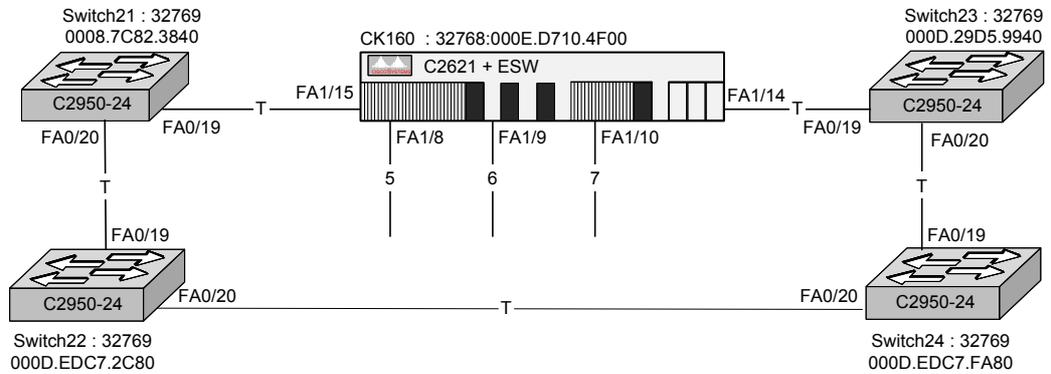 Switch21 : 32769
0008.7C82.3840
CK160 : 32768:000E.D710.4F00
Switch23 : 32769
000D.29D5.9940
C2621 + ESW
C2950-24
FA1/15
FA1/14
C2950-24
FA0/20
FA0/19
T
FA1/8
FA1/9
FA1/10
T
FA0/19
FA0/20
5
6
7
T
T
FA0/19
FA0/19
C2950-24
FA0/20
T
FA0/20
C2950-24
Switch22 : 32769
000D.EDC7.2C80
Switch24 : 32769
000D.EDC7.FA80